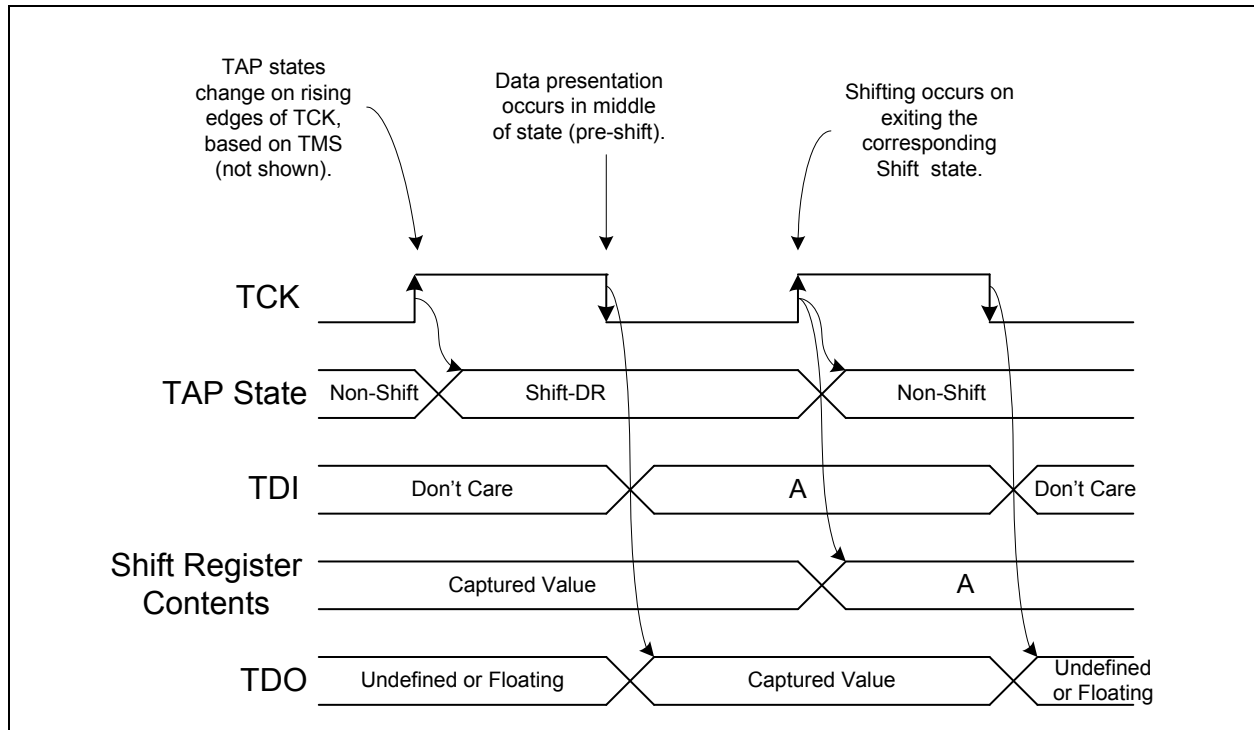 TAP states
change on rising
edges of TCK,
based on TMS
(not shown).
Data presentation
occurs in middle
of state (pre-shift).
Shifting occurs on
exiting the
corresponding
Shift state.
TCK
TAP State
Non-Shift
Shift-DR
Non-Shift
TDI
Don't Care
A
Don't Care
Shift Register
Contents
Captured Value
A
TDO
Undefined or Floating
Captured Value
Undefined
or Floating